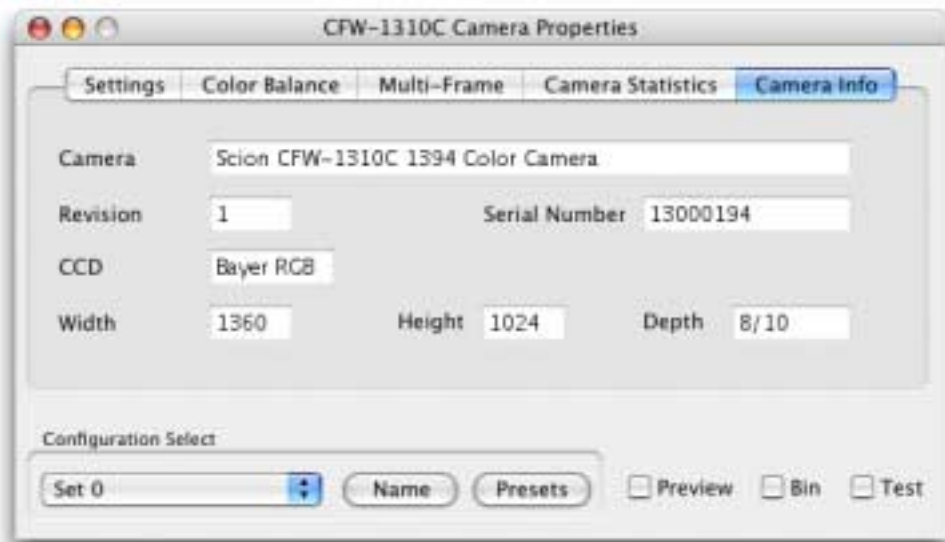 CFW-1310C Camera Properties
Settings Color Balance Multi-Frame Camera Statistics Camera Info
Camera Scion CFW-1310C 1394 Color Camera
Revision 1 Serial Number 13000194
CCD Bayer RGB
Width 1360 Height 1024 Depth 8/10
Configuration Select
Set 0 Name Presets Preview Bin Test